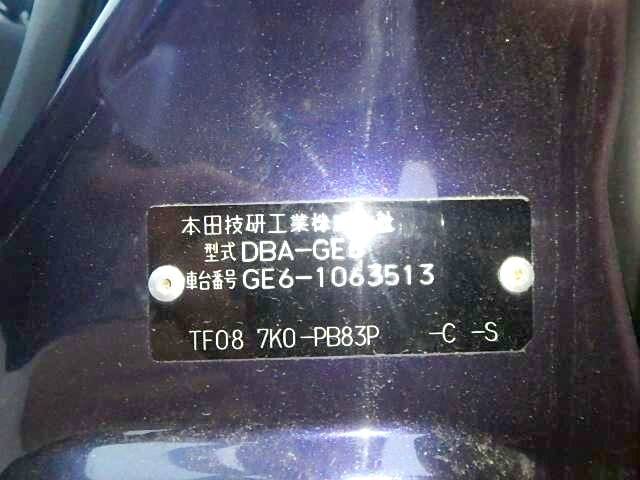 本田技研工業株式会社
型式 DBA-GE6
車台番号 GE6-1063513
TF08 7K0-PB83P -C -S